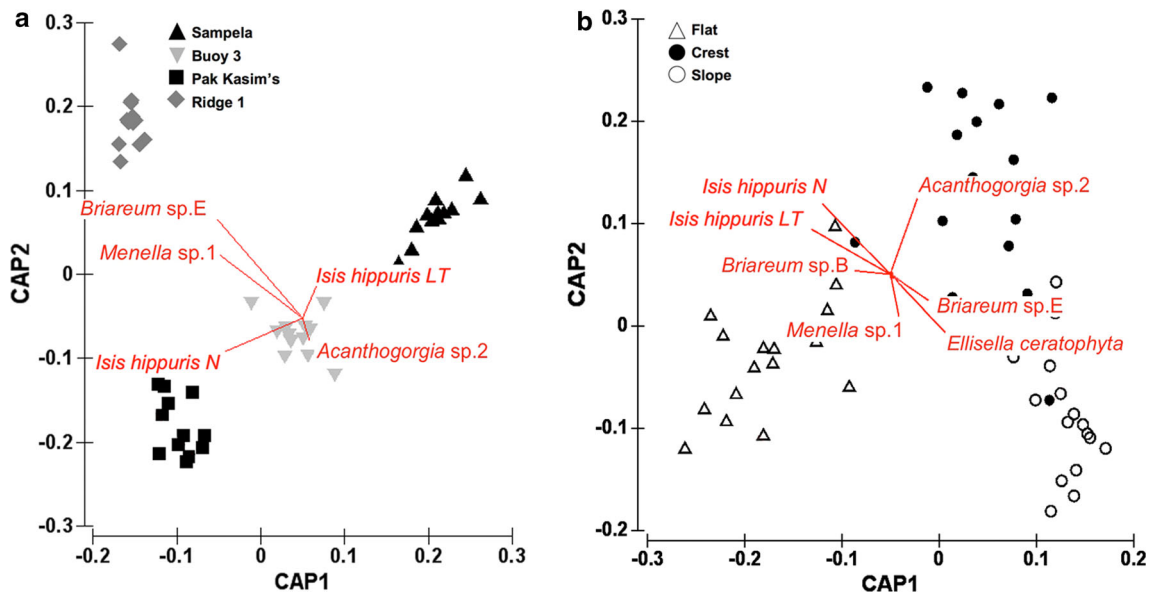 a
0.3
0.2
0.1
0
-0.1
-0.2
-0.3
CAP2
Sampela
Buoy 3
Pak Kasim's
Ridge 1
Briareum sp.E
Menella sp.1
Isis hippuris LT
Isis hippuris N
Acanthogorgia sp.2
-0.2 -0.1 0 0.1 0.2 0.3
CAP1
b
0.3
0.2
0.1
0
-0.1
-0.2
CAP2
Flat
Crest
Slope
Isis hippuris N
Acanthogorgia sp.2
Isis hippuris LT
Briareum sp.B
Briareum sp.E
Menella sp.1
Ellisella ceratophyta
-0.3 -0.2 -0.1 0 0.1 0.2
CAP1